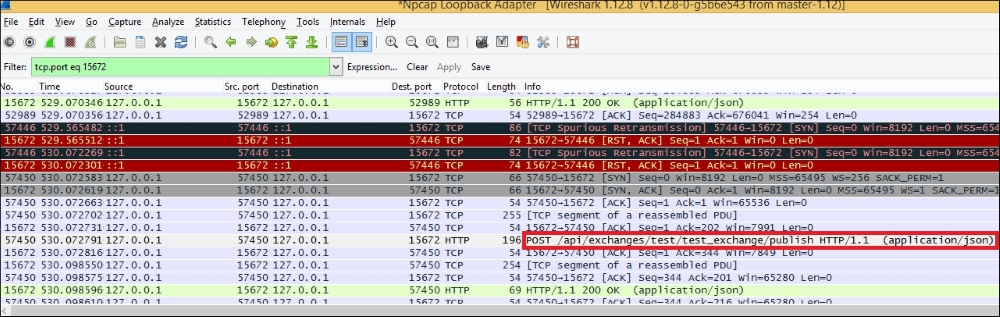 *Npcap Loopback Adapter [Wireshark 1.12.8 (v1.12.8-0-g5b6e543 from master-1.12)]
File Edit View Go Capture Analyze Statistics Telephony Tools Internals Help
Filter: tcp.port eq 15672 Expression... Clear Apply Save
No. Time Source Src. port Destination Dest. port Protocol Length Info
15672 529.070346 127.0.0.1 15672 127.0.0.1 52989 HTTP 56 HTTP/1.1 200 OK (application/json)
52989 529.070356 127.0.0.1 52989 127.0.0.1 15672 TCP 54 52989→15672 [ACK] Seq=284883 Ack=676041 Win=254 Len=0
57446 529.565482 ::1 57446 ::1 15672 TCP 86 [TCP Spurious Retransmission] 57446→15672 [SYN] Seq=0 Win=8192 Len=0 MSS=654
15672 529.565512 ::1 15672 ::1 57446 TCP 74 15672→57446 [RST, ACK] Seq=1 Ack=1 Win=0 Len=0
57446 530.072269 ::1 57446 ::1 15672 TCP 82 [TCP Spurious Retransmission] 57446→15672 [SYN] Seq=0 Win=8192 Len=0 MSS=654
15672 530.072301 ::1 15672 ::1 57446 TCP 74 15672→57446 [RST, ACK] Seq=1 Ack=1 Win=0 Len=0
57450 530.072583 127.0.0.1 57450 127.0.0.1 15672 TCP 66 57450→15672 [SYN] Seq=0 Win=8192 Len=0 MSS=65495 WS=256 SACK_PERM=1
15672 530.072619 127.0.0.1 15672 127.0.0.1 57450 TCP 66 15672→57450 [SYN, ACK] Seq=0 Ack=1 Win=8192 Len=0 MSS=65495 WS=1 SACK_PERM=
57450 530.072663 127.0.0.1 57450 127.0.0.1 15672 TCP 54 57450→15672 [ACK] Seq=1 Ack=1 Win=65536 Len=0
57450 530.072702 127.0.0.1 57450 127.0.0.1 15672 TCP 255 [TCP segment of a reassembled PDU]
15672 530.072731 127.0.0.1 15672 127.0.0.1 57450 TCP 54 15672→57450 [ACK] Seq=1 Ack=202 Win=7991 Len=0
57450 530.072791 127.0.0.1 57450 127.0.0.1 15672 HTTP 196 POST /api/exchanges/test/test_exchange/publish HTTP/1.1 (application/json)
15672 530.072816 127.0.0.1 15672 127.0.0.1 57450 TCP 54 15672→57450 [ACK] Seq=1 Ack=344 Win=7849 Len=0
15672 530.098550 127.0.0.1 15672 127.0.0.1 57450 TCP 254 [TCP segment of a reassembled PDU]
57450 530.098572 127.0.0.1 57450 127.0.0.1 15672 TCP 54 57450→15672 [ACK] Seq=344 Ack=201 Win=65280 Len=0
15672 530.098596 127.0.0.1 15672 127.0.0.1 57450 HTTP 69 HTTP/1.1 200 OK (application/json)
57450 530.098610 127.0.0.1 57450 127.0.0.1 15672 TCP 54 57450→15672 [ACK] Seq=344 Ack=216 Win=65280 Len=0